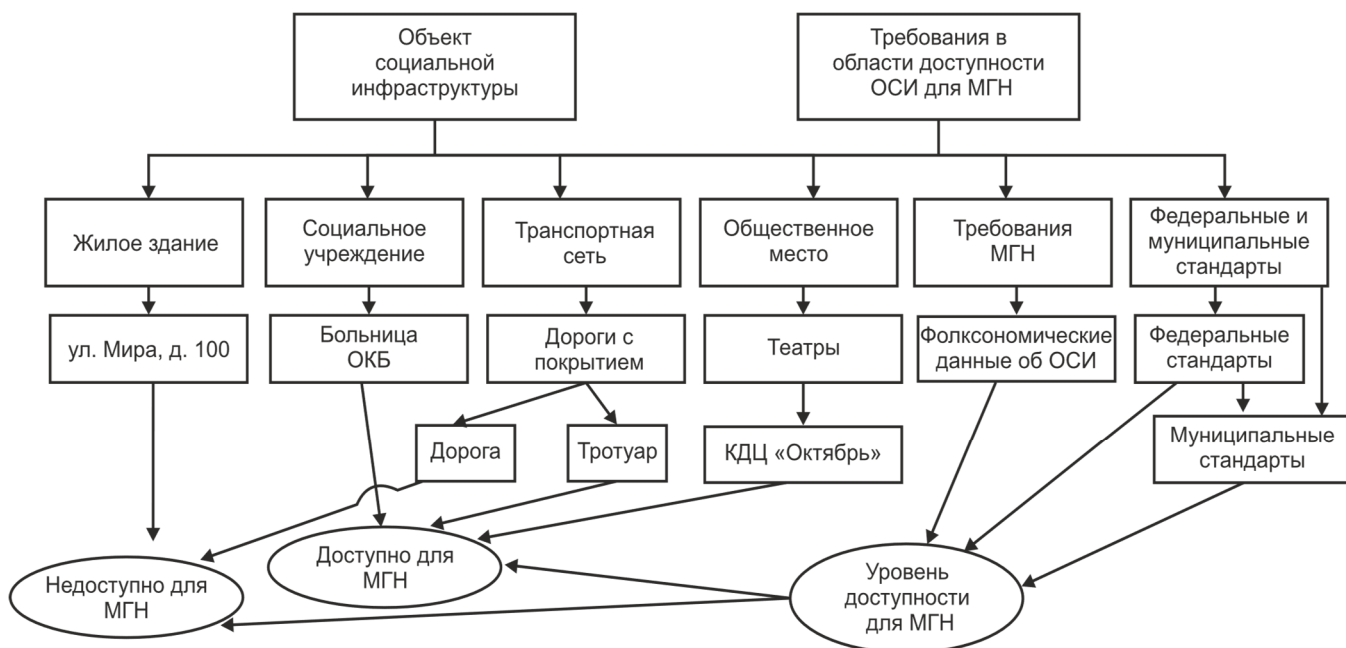 Объект
социальной
инфраструктуры
Требования в
области доступности
ОСИ для МГН
Жилое здание
Социальное
учреждение
Транспортная
сеть
Общественное
место
Требования
МГН
Федеральные и
муниципальные
стандарты
ул. Мира, д. 100
Больница
ОКБ
Дороги с
покрытием
Театры
Фолксономические
данные об ОСИ
Федеральные
стандарты
Дорога
Тротуар
КДЦ «Октябрь»
Муниципальные
стандарты
Недоступно для
МГН
Доступно для
МГН
Уровень
доступности
для МГН